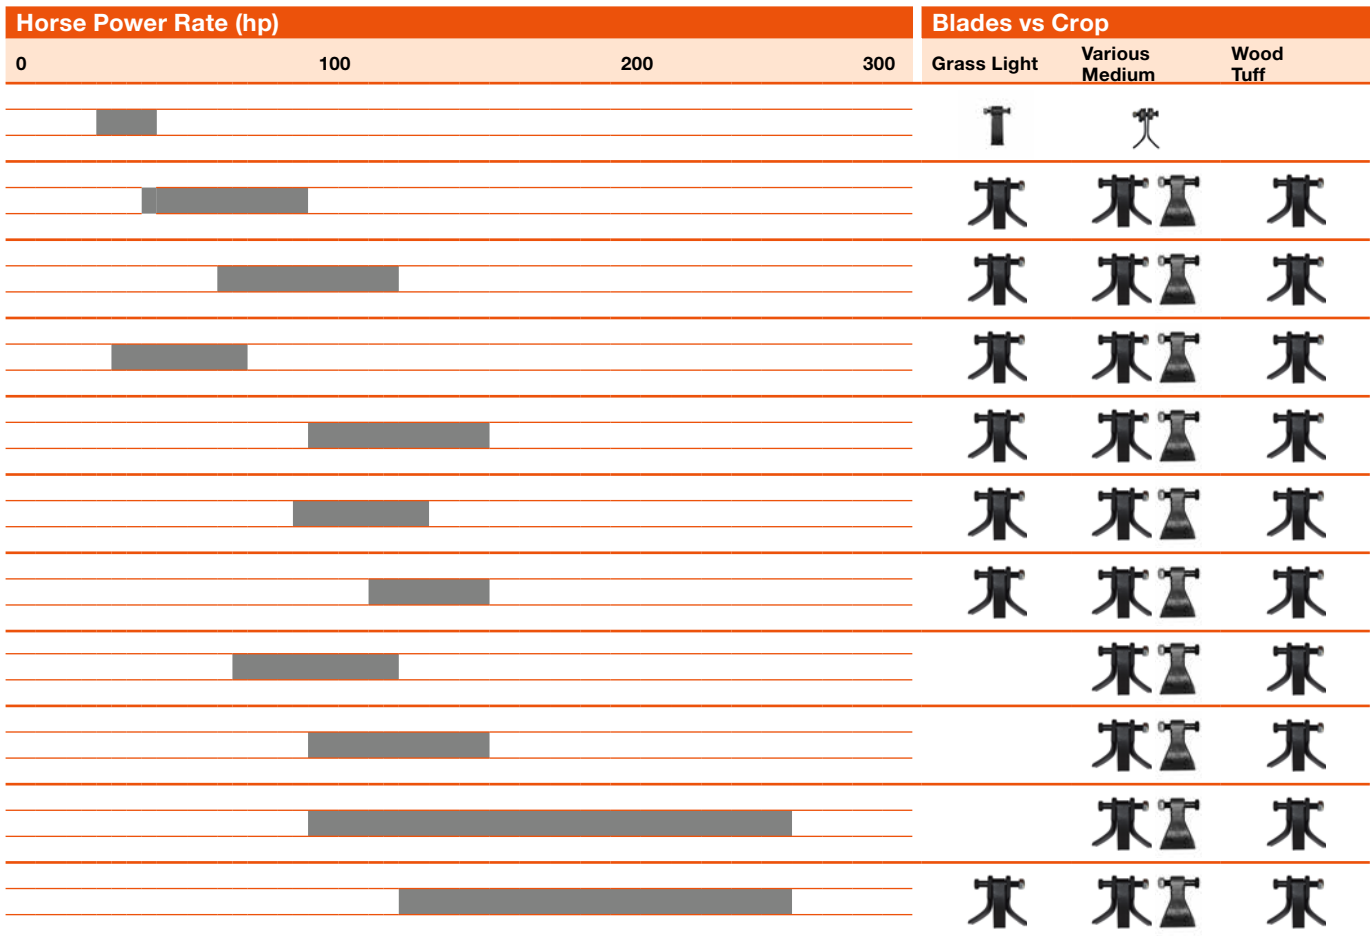 Horse Power Rate (hp)
Blades vs Crop
0 100 200 300
Grass Light
Various
Medium
Wood
Tuff